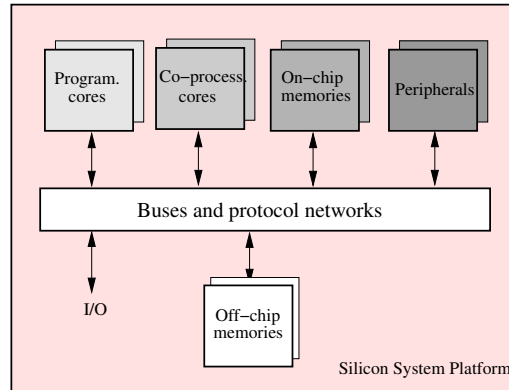 Program.
cores
Co-process.
cores
On-chip
memories
Peripherals
Buses and protocol networks
I/O
Off-chip
memories
Silicon System Platform